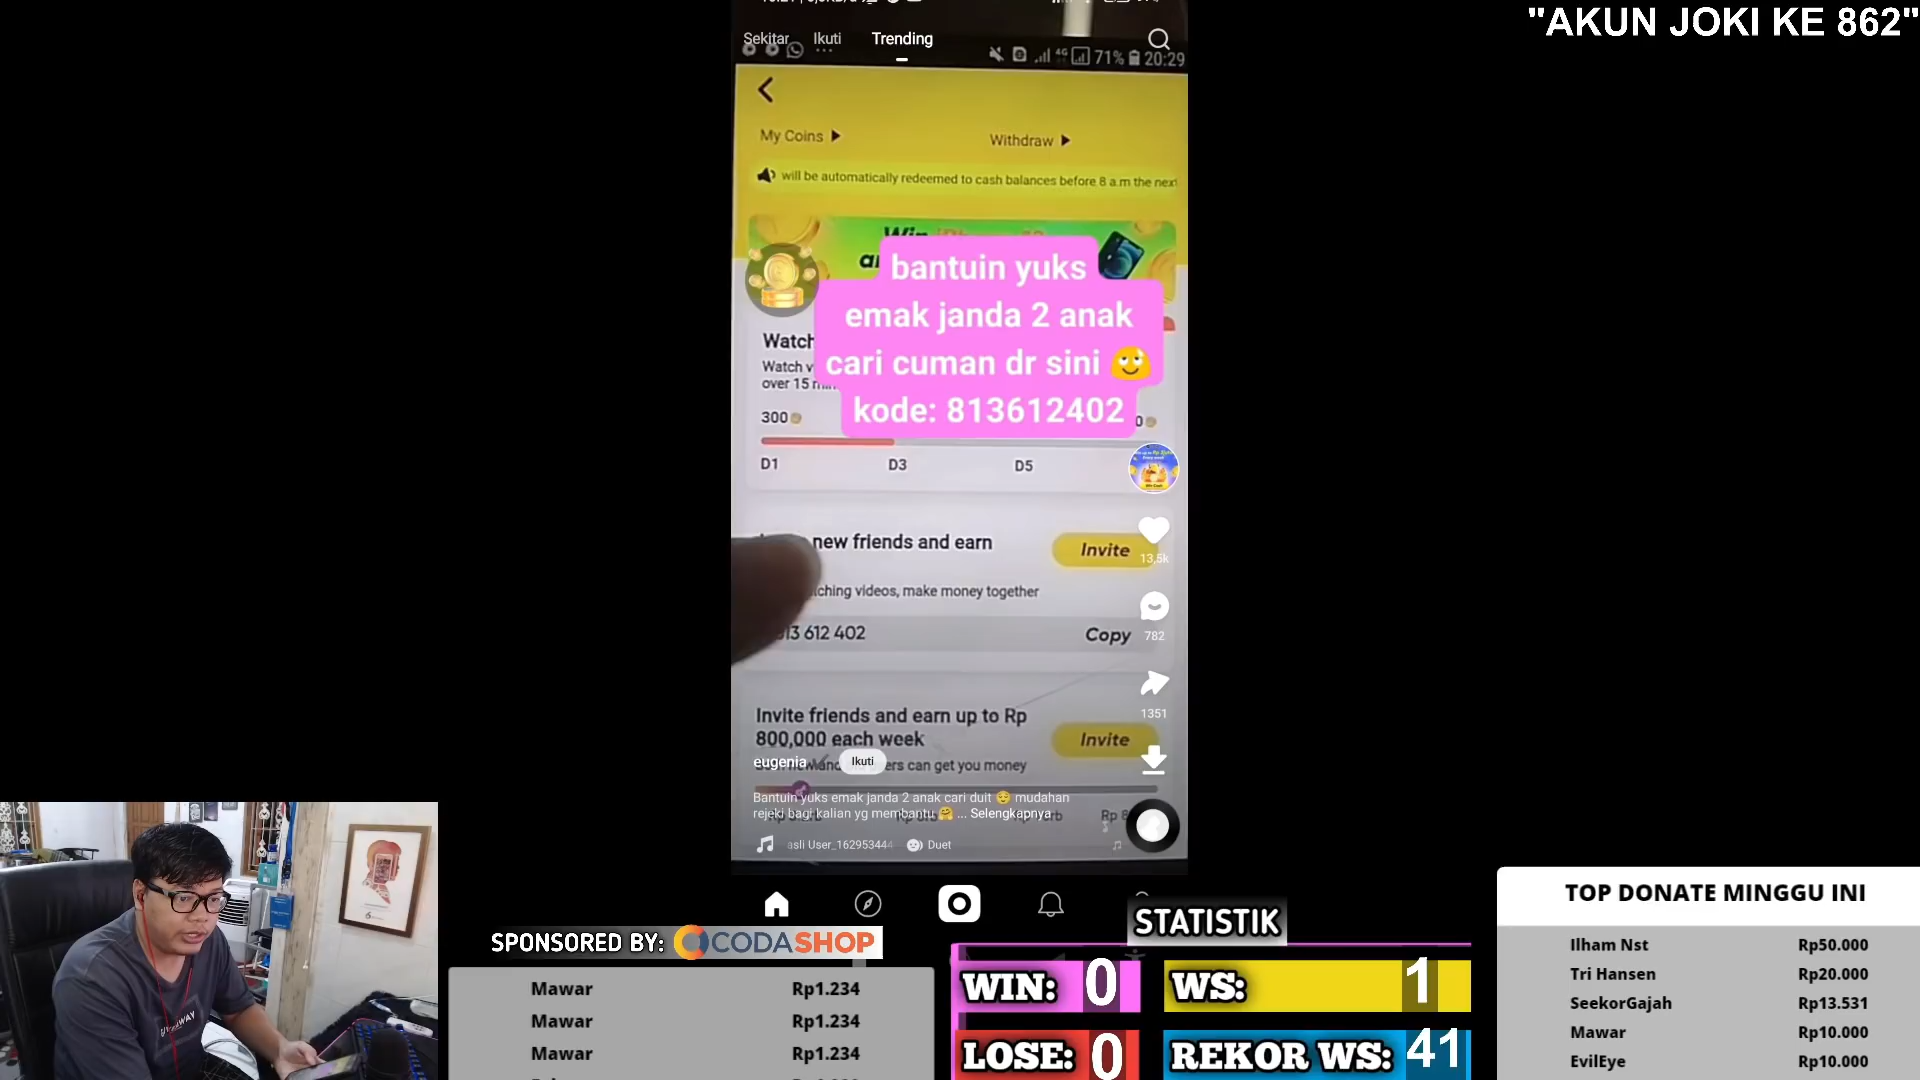 "AKUN JOKI KE 862"
Sekitar Ikuti Trending
71% 20:29
My Coins Withdraw
will be automatically redeemed to cash balances before 8 a.m the next
bantuin yuks
emak janda 2 anak
cari cuman dr sini
kode: 813612402
Watch
Watch v
over 15 min
300
D1 D3 D5
new friends and earn Invite
13,5k
ching videos, make money together
13 612 402 Copy
782
1351
Invite friends and earn up to Rp
800,000 each week Invite
eugenia Ikuti
ers can get you money
Bantuin yuks emak janda 2 anak cari duit mudahan
rejeki bagi kalian yg membantu ... Selengkapnya
asli User_162953444 Duet
STATISTIK
SPONSORED BY: CODASHOP
WIN: 0 WS: 1
LOSE: 0 REKOR WS: 41
Mawar Rp1.234
Mawar Rp1.234
Mawar Rp1.234
TOP DONATE MINGGU INI
Ilham Nst Rp50.000
Tri Hansen Rp20.000
SeekorGajah Rp13.531
Mawar Rp10.000
EvilEye Rp10.000